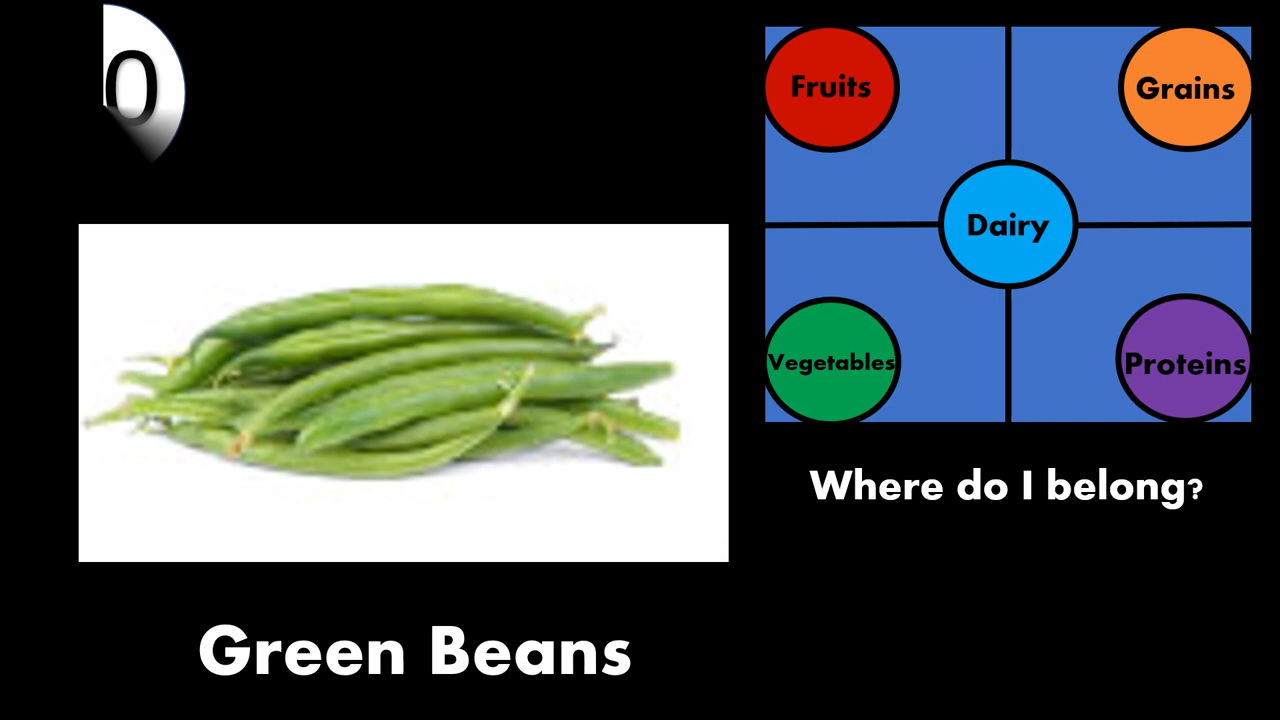 0
Fruits
Grains
Dairy
Vegetables
Proteins
Where do I belong?
Green Beans